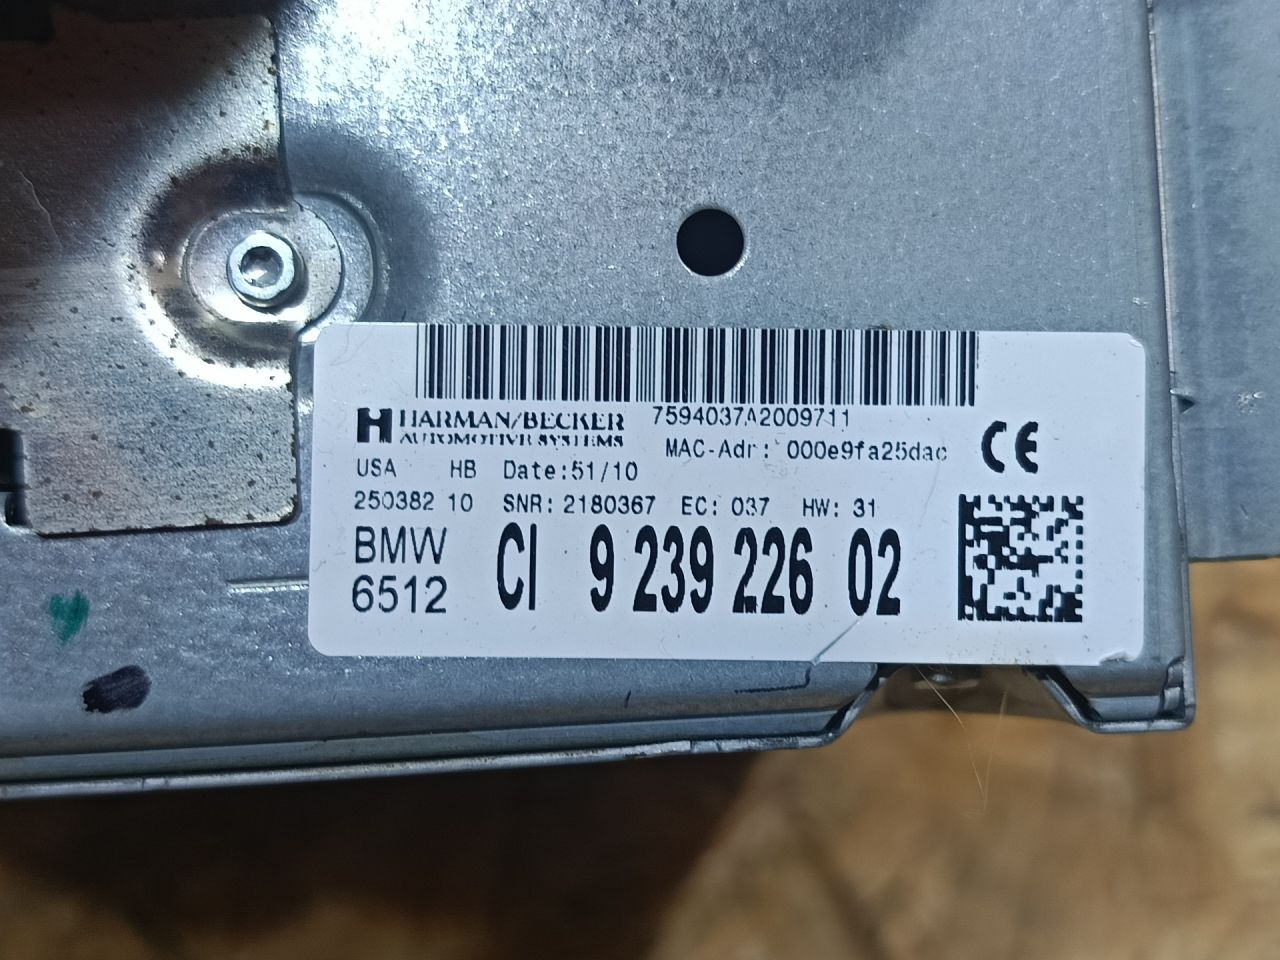 HARMAN/BECKER
AUTOMOTIVE SYSTEMS
7594037A2009711
MAC-Adr: 000e9fa25dac
CE
USA HB Date:51/10
250382 10 SNR: 2180367 EC: 037 HW: 31
BMW
6512
CI 9 239 226 02